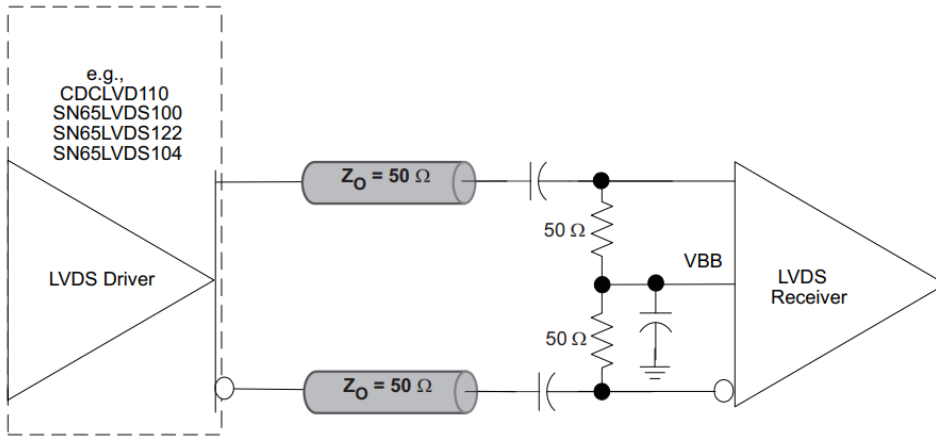 e.g.,
CDCLVD110
SN65LVDS100
SN65LVDS122
SN65LVDS104
Z_O = 50 Ω
50 Ω
LVDS Driver
VBB
LVDS
Receiver
50 Ω
Z_O = 50 Ω